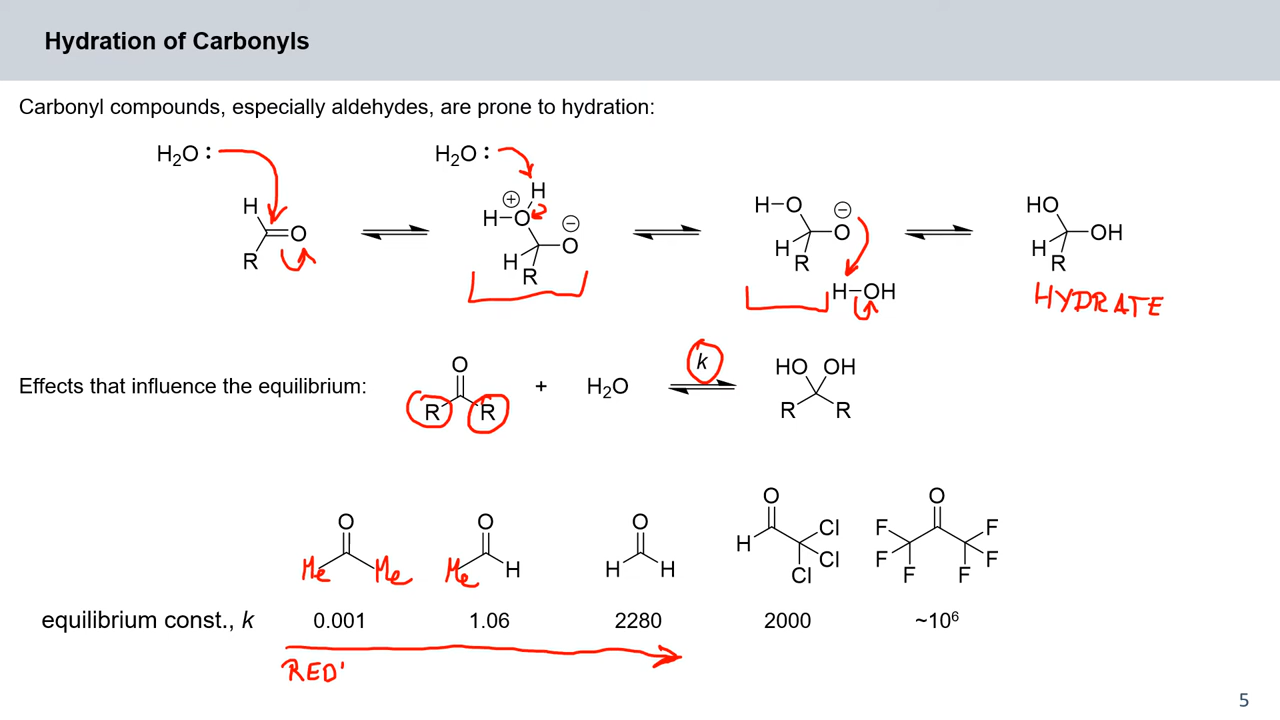 Hydration of Carbonyls
Carbonyl compounds, especially aldehydes, are prone to hydration:
H₂O: H₂O:
H O R
H H–O ⊕ ⊖ O H R
H–O ⊖ O H R H–OH
HO OH H R
HYDRATE
Effects that influence the equilibrium: O R R + H₂O k HO OH R R
O Me Me
O Me H
O H H
O H Cl Cl Cl
O F F F F F F
equilibrium const., k 0.001 1.06 2280 2000 ~10⁶
RED'
5